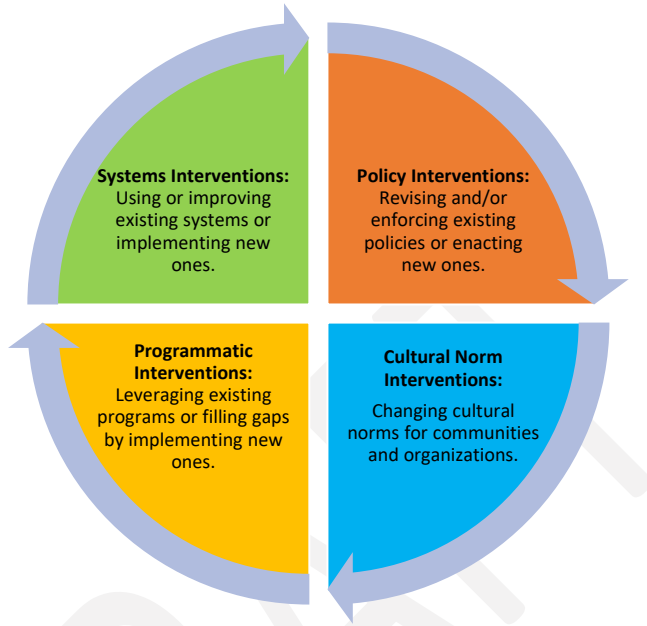 Systems Interventions:
Using or improving
existing systems or
implementing new
ones.
Policy Interventions:
Revising and/or
enforcing existing
policies or enacting
new ones.
Programmatic
Interventions:
Leveraging existing
programs or filling gaps
by implementing new
ones.
Cultural Norm
Interventions:
Changing cultural
norms for communities
and organizations.